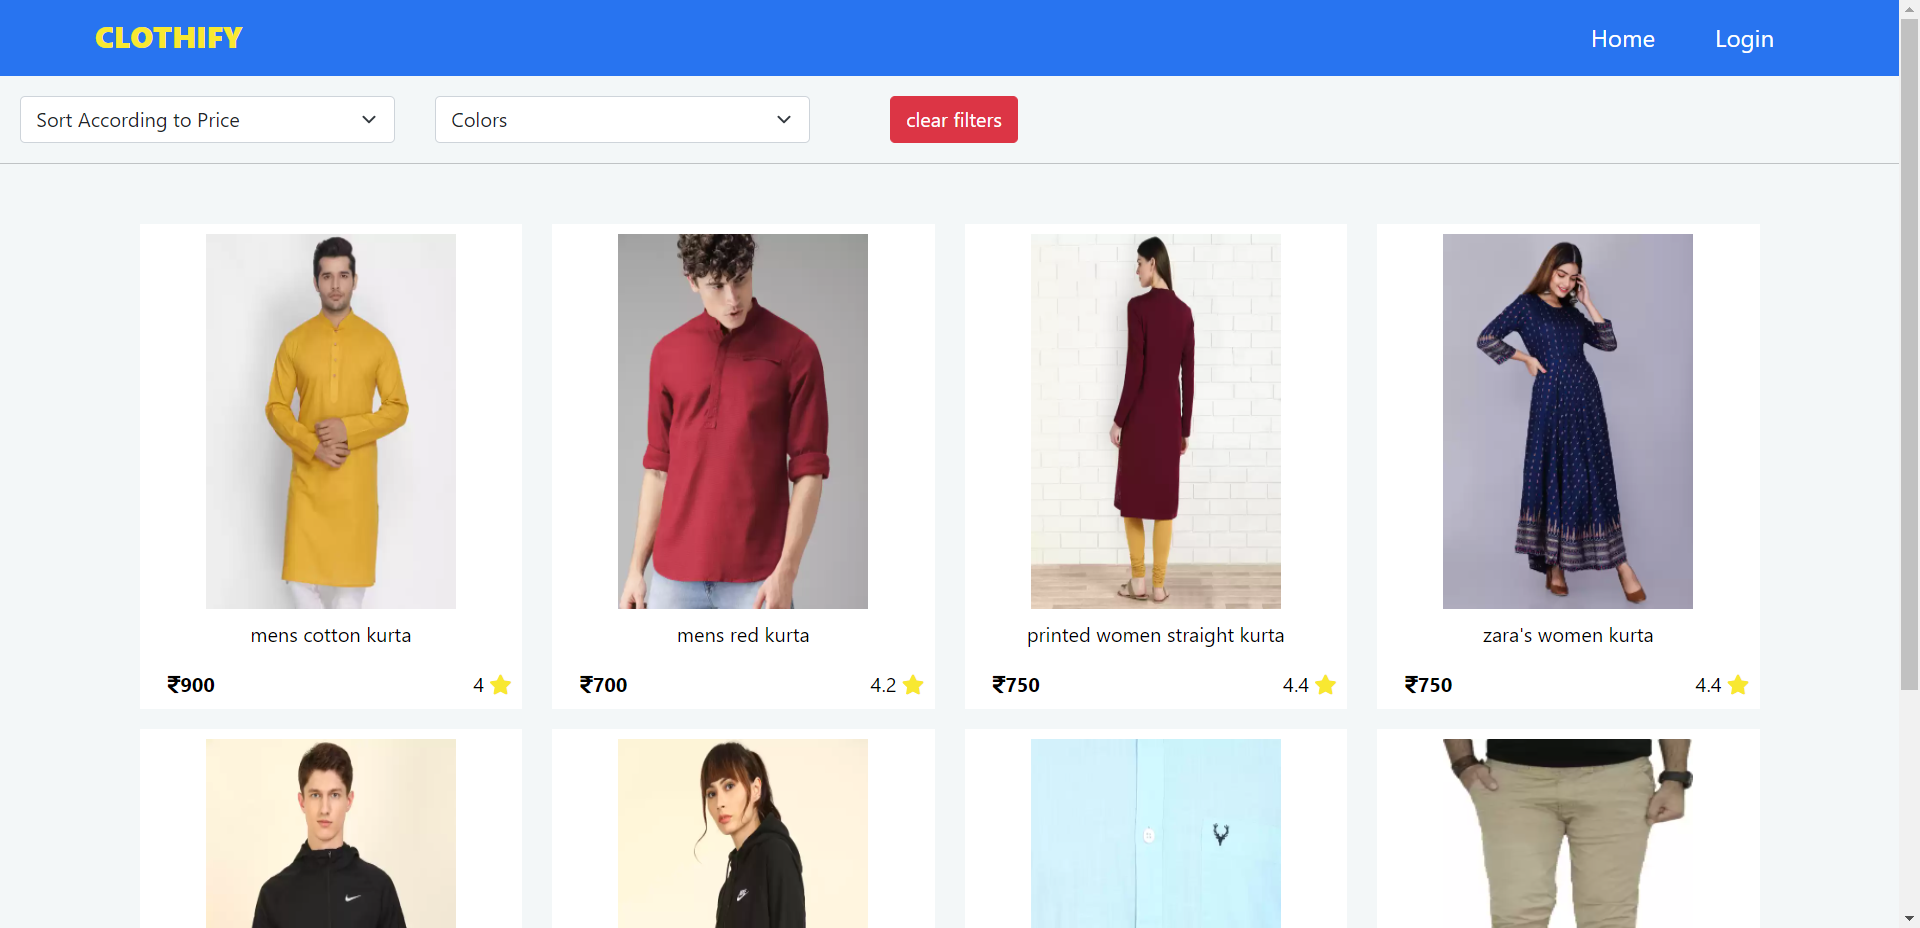 CLOTHIFY
Home Login
Sort According to Price Colors clear filters
mens cotton kurta
₹900 4
mens red kurta
₹700 4.2
printed women straight kurta
₹750 4.4
zara's women kurta
₹750 4.4